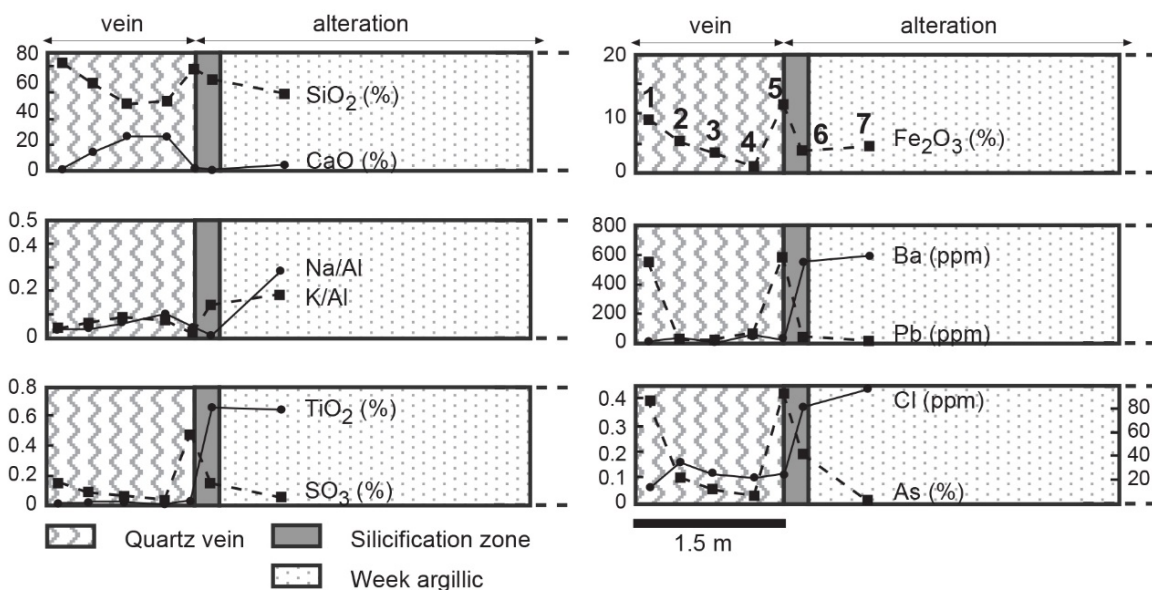 vein alteration
80
60
40
20
0
SiO2 (%)
CaO (%)
0.5
0.4
0.2
0
Na/Al
K/Al
0.8
0.6
0.4
0.2
0
TiO2 (%)
SO3 (%)
vein alteration
20
10
5
0
1 2 3 4 5 6 7
Fe2O3 (%)
800
600
400
200
0
Ba (ppm)
Pb (ppm)
0.4
0.3
0.2
0.1
0
Cl (ppm)
As (%)
80
60
40
20
0
Quartz vein
Silicification zone
Week argillic
1.5 m